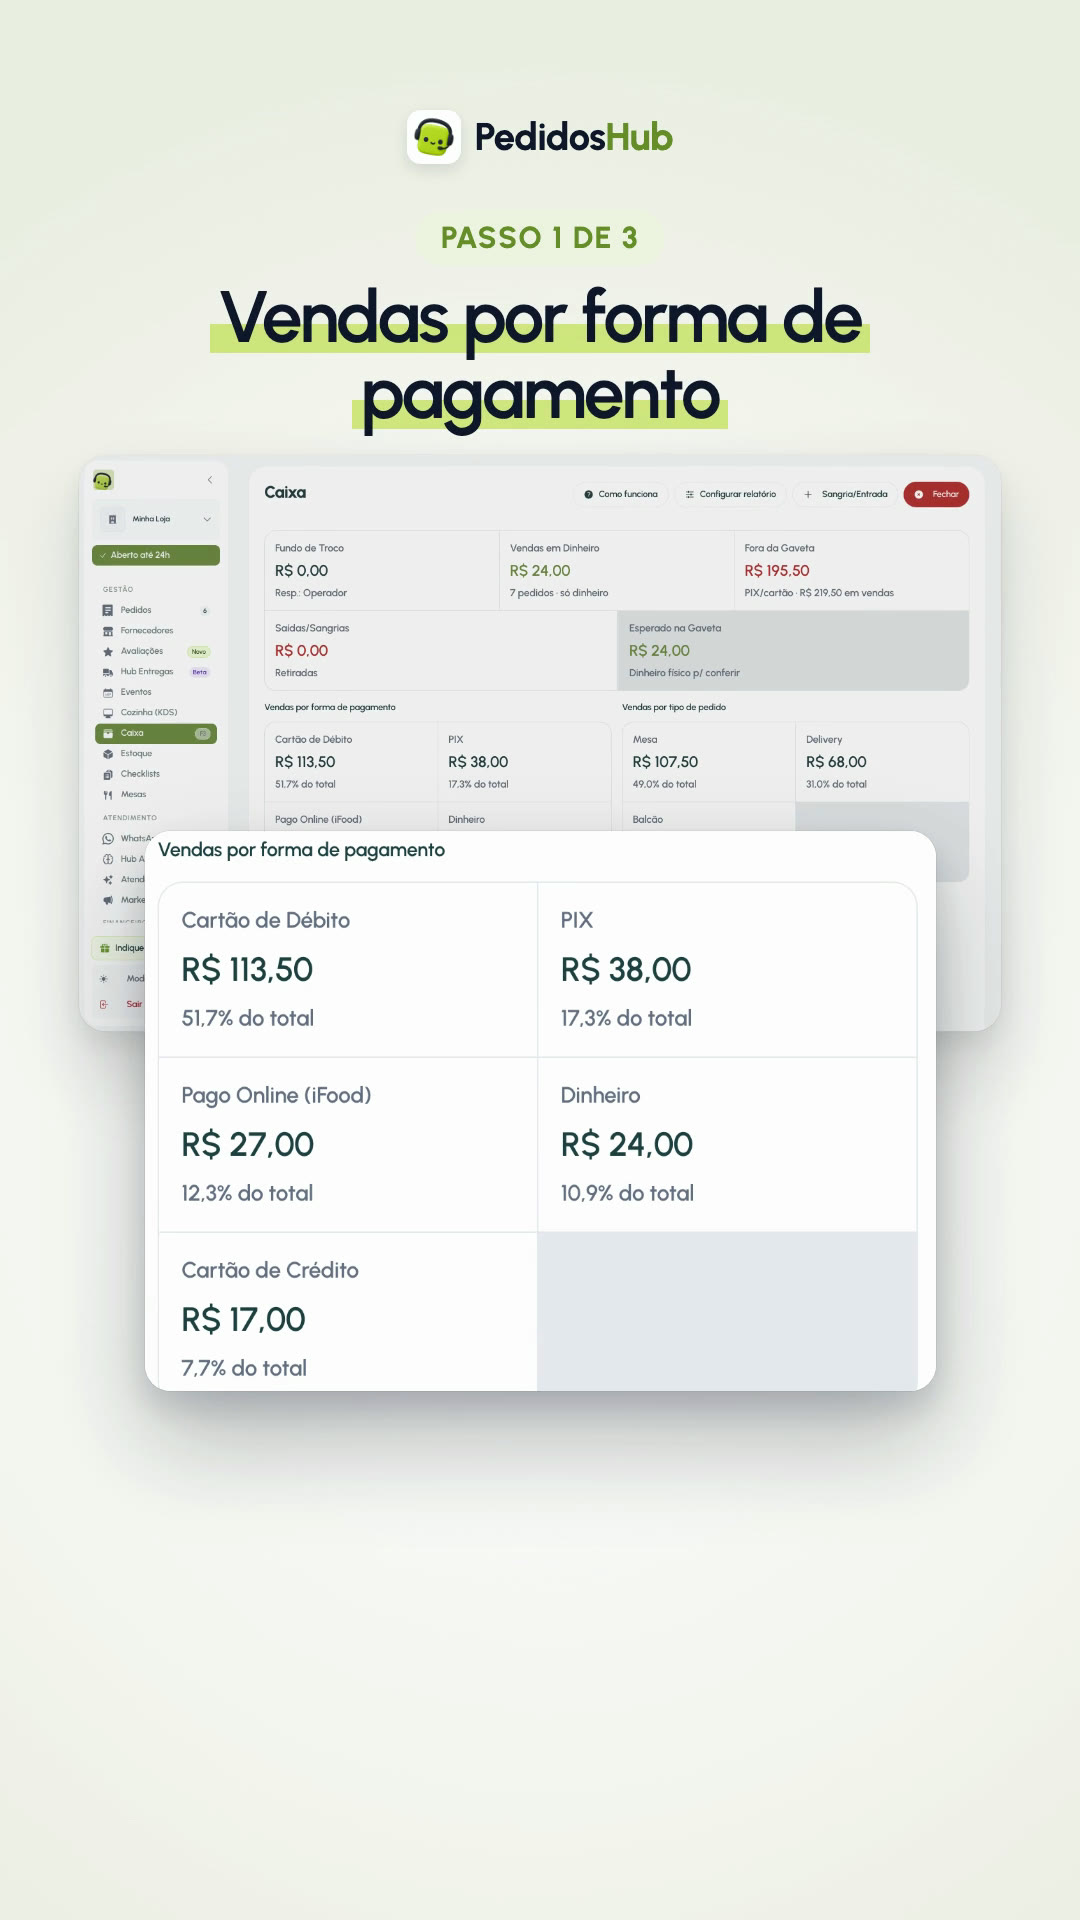 PedidosHub
PASSO 1 DE 3
Vendas por forma de
pagamento
Minha Loja
Aberto até 24h
GESTÃO
Pedidos 6
Fornecedores
Avaliações Novo
Hub Entregas Beta
Eventos
Cozinha (KDS)
Caixa F2
Estoque
Checklists
Mesas
ATENDIMENTO
Indique
Sair
Caixa
Como funciona
Configurar relatório
Sangria/Entrada
Fechar
Fundo de Troco
R$ 0,00
Resp.: Operador
Vendas em Dinheiro
R$ 24,00
7 pedidos · só dinheiro
Fora da Gaveta
R$ 195,50
PIX/cartão · R$ 219,50 em vendas
Saídas/Sangrias
R$ 0,00
Retiradas
Esperado na Gaveta
R$ 24,00
Dinheiro físico p/ conferir
Vendas por forma de pagamento
Cartão de Débito
R$ 113,50
51,7% do total
PIX
R$ 38,00
17,3% do total
Pago Online (iFood)
Dinheiro
Vendas por tipo de pedido
Mesa
R$ 107,50
49,0% do total
Delivery
R$ 68,00
31,0% do total
Balcão
Vendas por forma de pagamento
Cartão de Débito
R$ 113,50
51,7% do total
PIX
R$ 38,00
17,3% do total
Pago Online (iFood)
R$ 27,00
12,3% do total
Dinheiro
R$ 24,00
10,9% do total
Cartão de Crédito
R$ 17,00
7,7% do total